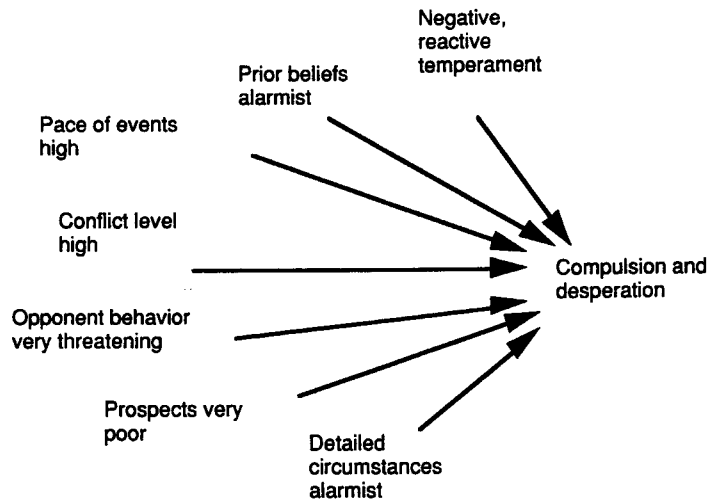 Negative,
reactive
temperament
Prior beliefs
alarmist
Pace of events
high
Conflict level
high
Compulsion and
desperation
Opponent behavior
very threatening
Prospects very
poor
Detailed
circumstances
alarmist